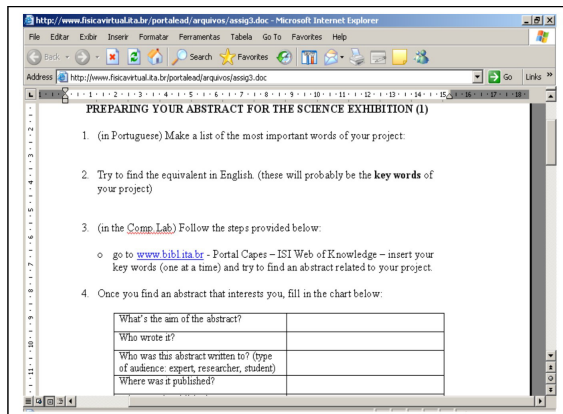 http://www.fisicavirtual.ita.br/portalead/arquivos/assig3.doc - Microsoft Internet Explorer
File Editar Exibir Inserir Formatar Ferramentas Tabela Go To Favorites Help
Back Search Favorites
Address http://www.fisicavirtual.ita.br/portalead/arquivos/assig3.doc Go Links »
PREPARING YOUR ABSTRACT FOR THE SCIENCE EXHIBITION (1)
1. (in Portuguese) Make a list of the most important words of your project:
2. Try to find the equivalent in English. (these will probably be the key words of
your project)
3. (in the Comp.Lab) Follow the steps provided below:
o go to www.bibl.ita.br - Portal Capes – ISI Web of Knowledge – insert your
key words (one at a time) and try to find an abstract related to your project.
4. Once you find an abstract that interests you, fill in the chart below:
What's the aim of the abstract?
Who wrote it?
Who was this abstract written to? (type
of audience: expert, researcher, student)
Where was it published?